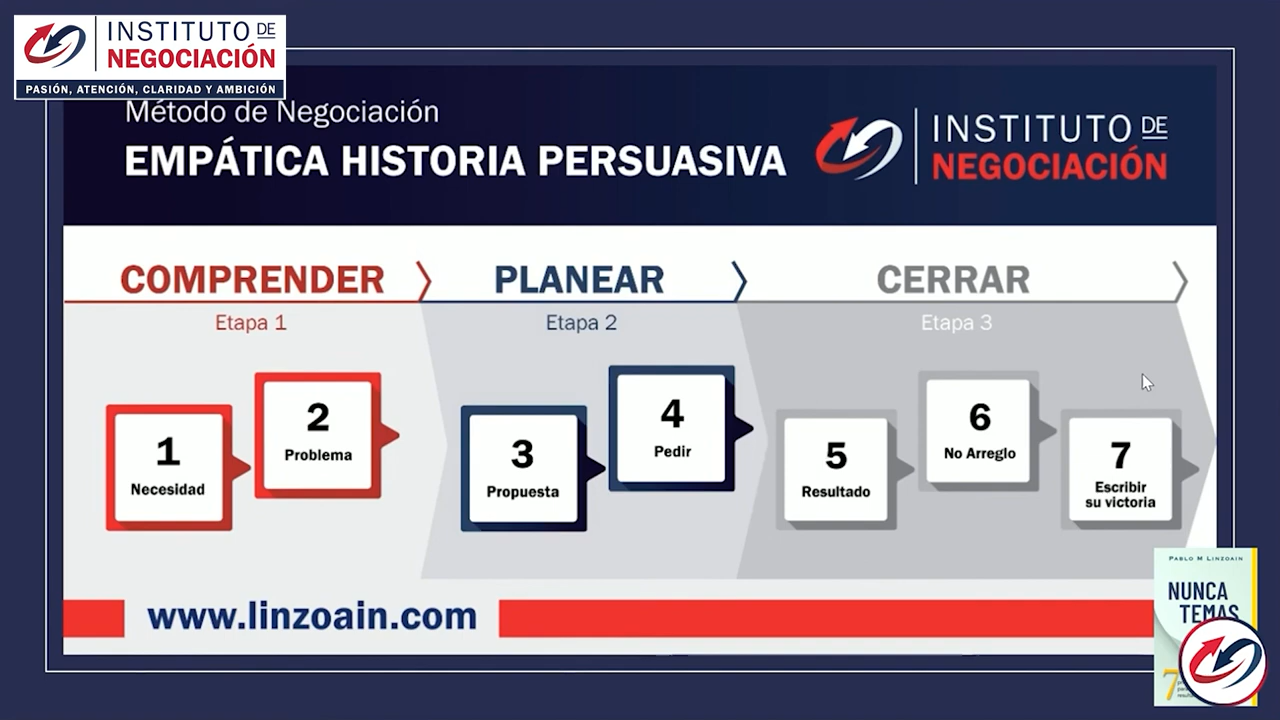 INSTITUTO DE
NEGOCIACIÓN
PASIÓN, ATENCIÓN, CLARIDAD Y AMBICIÓN
Método de Negociación
EMPÁTICA HISTORIA PERSUASIVA
INSTITUTO DE
NEGOCIACIÓN
COMPRENDER
Etapa 1
PLANEAR
Etapa 2
CERRAR
Etapa 3
1
Necesidad
2
Problema
3
Propuesta
4
Pedir
5
Resultado
6
No Arreglo
7
Escribir
su victoria
www.linzoain.com
PABLO M LINZOAIN
NUNCA
TEMAS
7